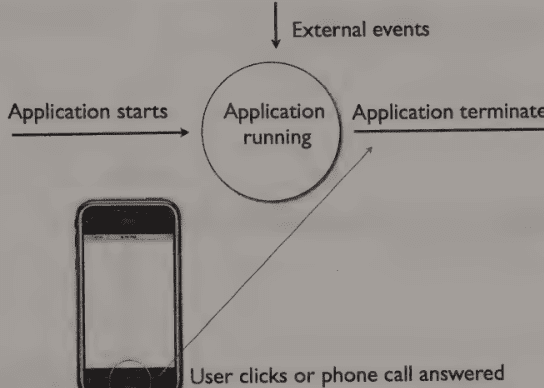 External events
Application starts
Application
running
Application terminate
User clicks or phone call answered